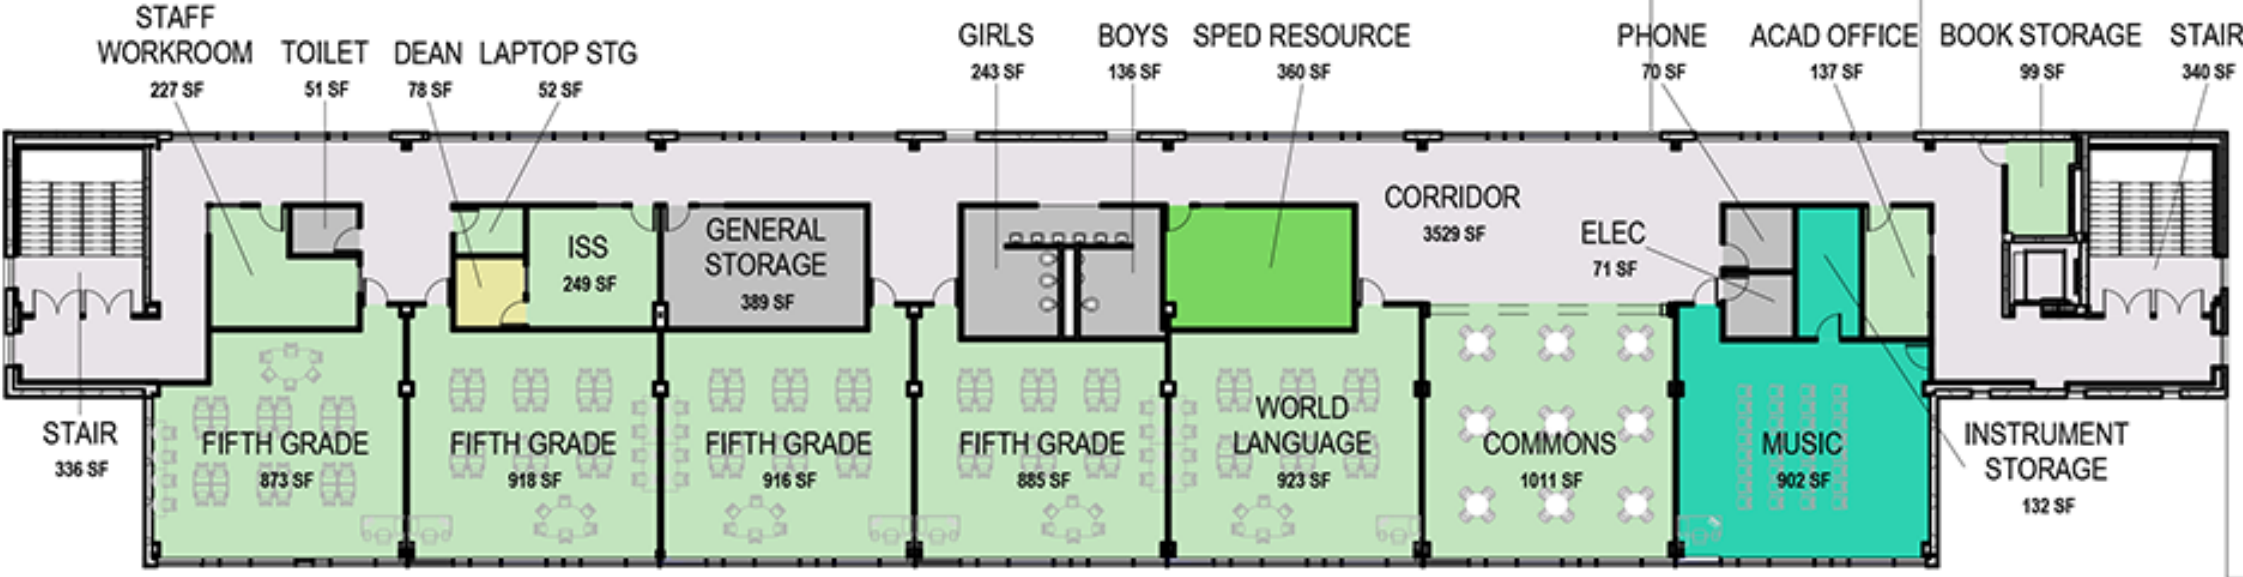 STAFF
WORKROOM
227 SF
TOILET
51 SF
DEAN
78 SF
LAPTOP STG
52 SF
GIRLS
243 SF
BOYS
136 SF
SPED RESOURCE
360 SF
PHONE
70 SF
ACAD OFFICE
137 SF
BOOK STORAGE
99 SF
STAIR
340 SF
ISS
249 SF
GENERAL
STORAGE
389 SF
CORRIDOR
3529 SF
ELEC
71 SF
STAIR
336 SF
FIFTH GRADE
873 SF
FIFTH GRADE
918 SF
FIFTH GRADE
916 SF
FIFTH GRADE
885 SF
WORLD
LANGUAGE
923 SF
COMMONS
1011 SF
MUSIC
902 SF
INSTRUMENT
STORAGE
132 SF